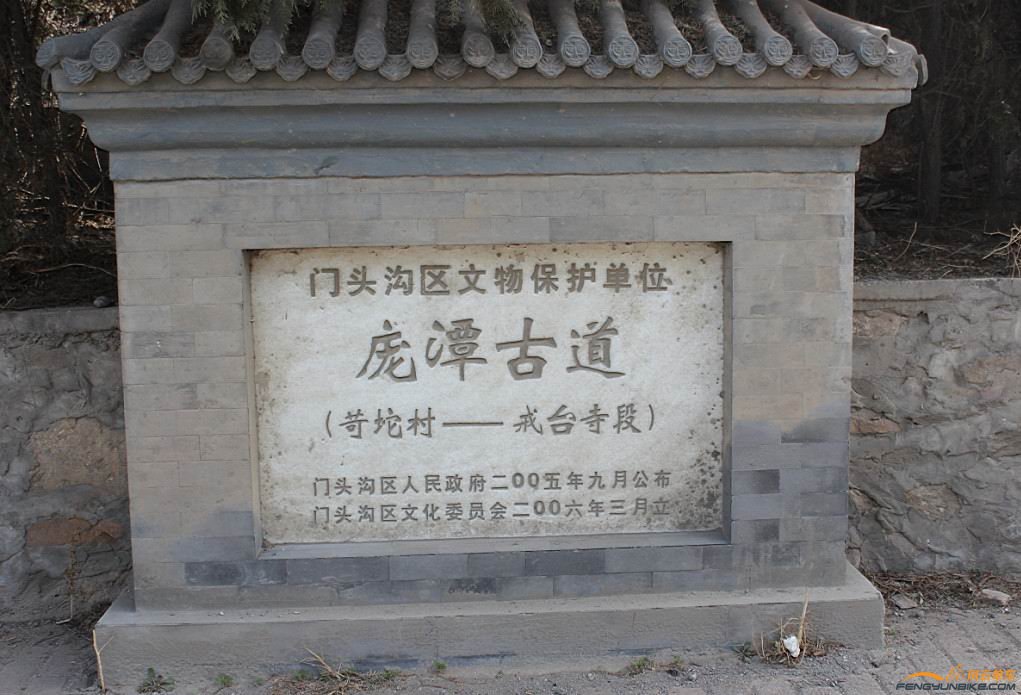 门头沟区文物保护单位
庞潭古道
（苛坨村——戒台寺段）
门头沟区人民政府二00五年九月公布
门头沟区文化委员会二00六年三月立
FENGYUNBIKE.COM